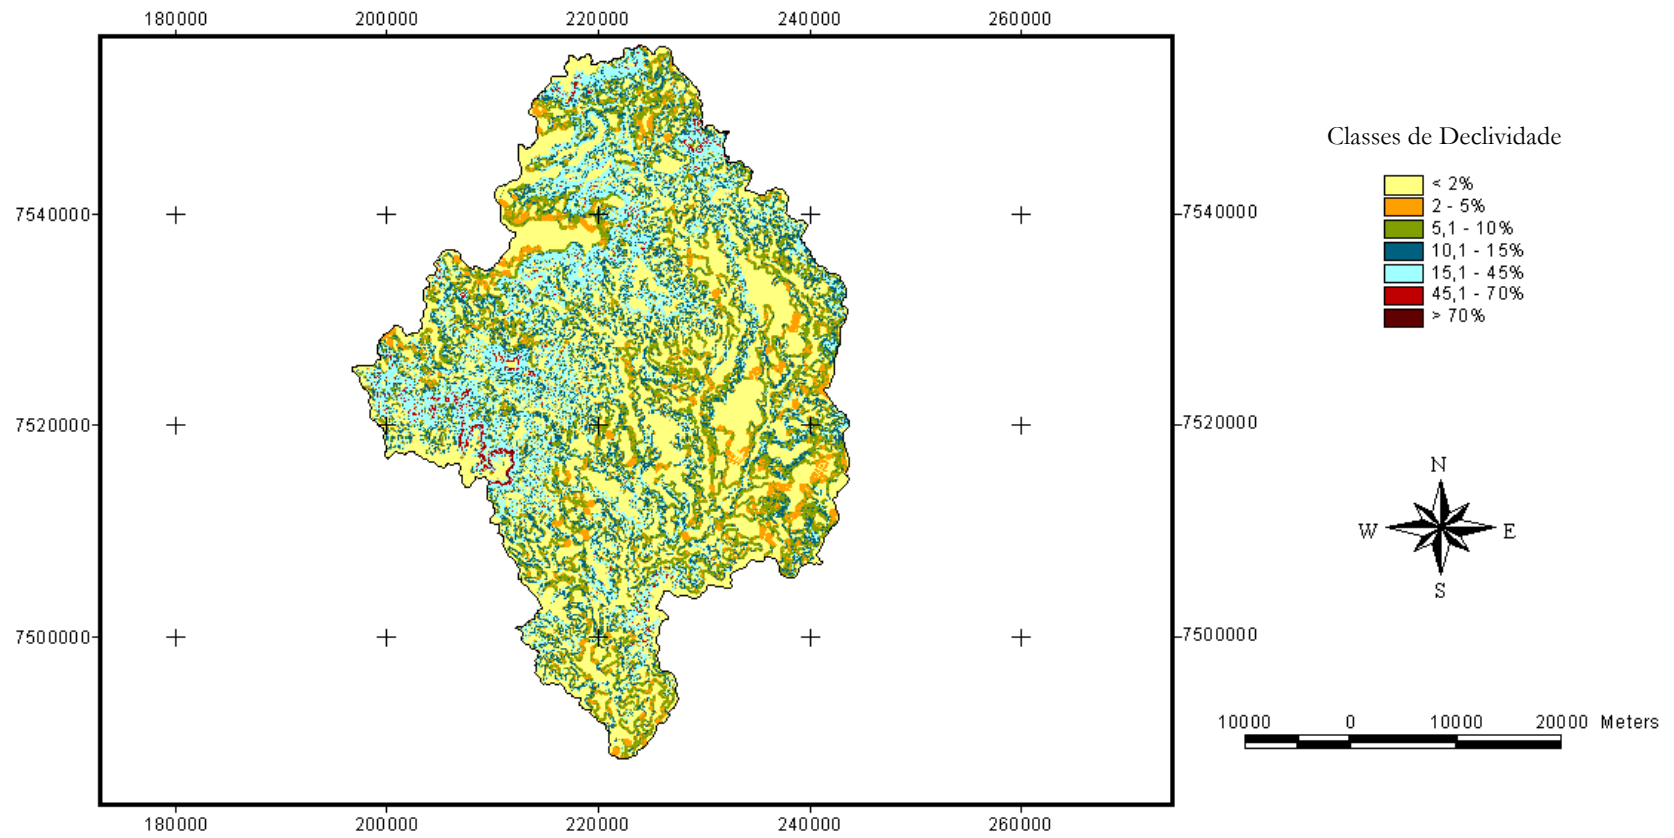 180000 200000 220000 240000 260000
Classes de Declividade
< 2%
2 - 5%
5,1 - 10%
10,1 - 15%
15,1 - 45%
45,1 - 70%
> 70%
7540000 7540000
7520000 7520000
N
W E
S
7500000 7500000
10000 0 10000 20000 Meters
180000 200000 220000 240000 260000